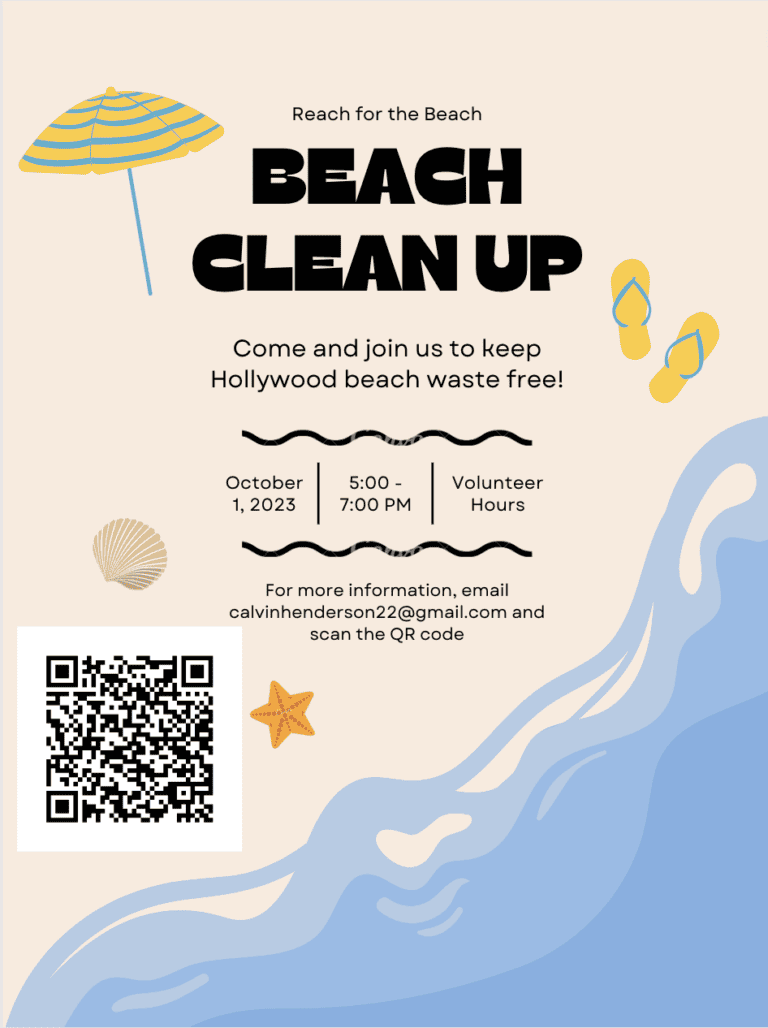 Reach for the Beach
BEACH
CLEAN UP
Come and join us to keep
Hollywood beach waste free!
October
1, 2023
5:00 -
7:00 PM
Volunteer
Hours
For more information, email
calvinhenderson22@gmail.com and
scan the QR code